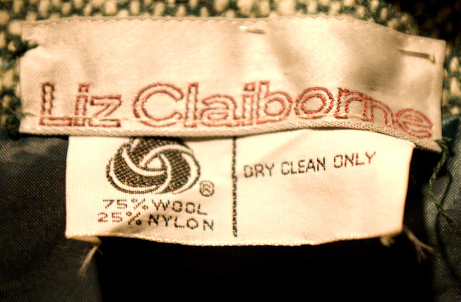 Liz Claiborne
®
75% WOOL
25% NYLON
DRY CLEAN ONLY